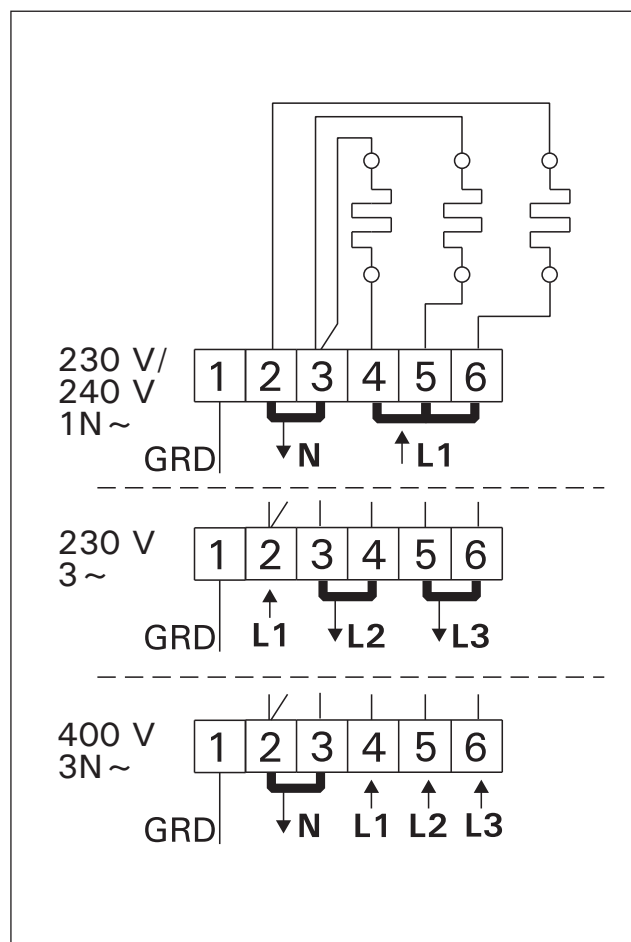 230 V/
240 V
1N ~
1 2 3 4 5 6
GRD
N
L1
230 V
3 ~
1 2 3 4 5 6
GRD
L1
L2
L3
400 V
3N ~
1 2 3 4 5 6
GRD
N
L1
L2
L3